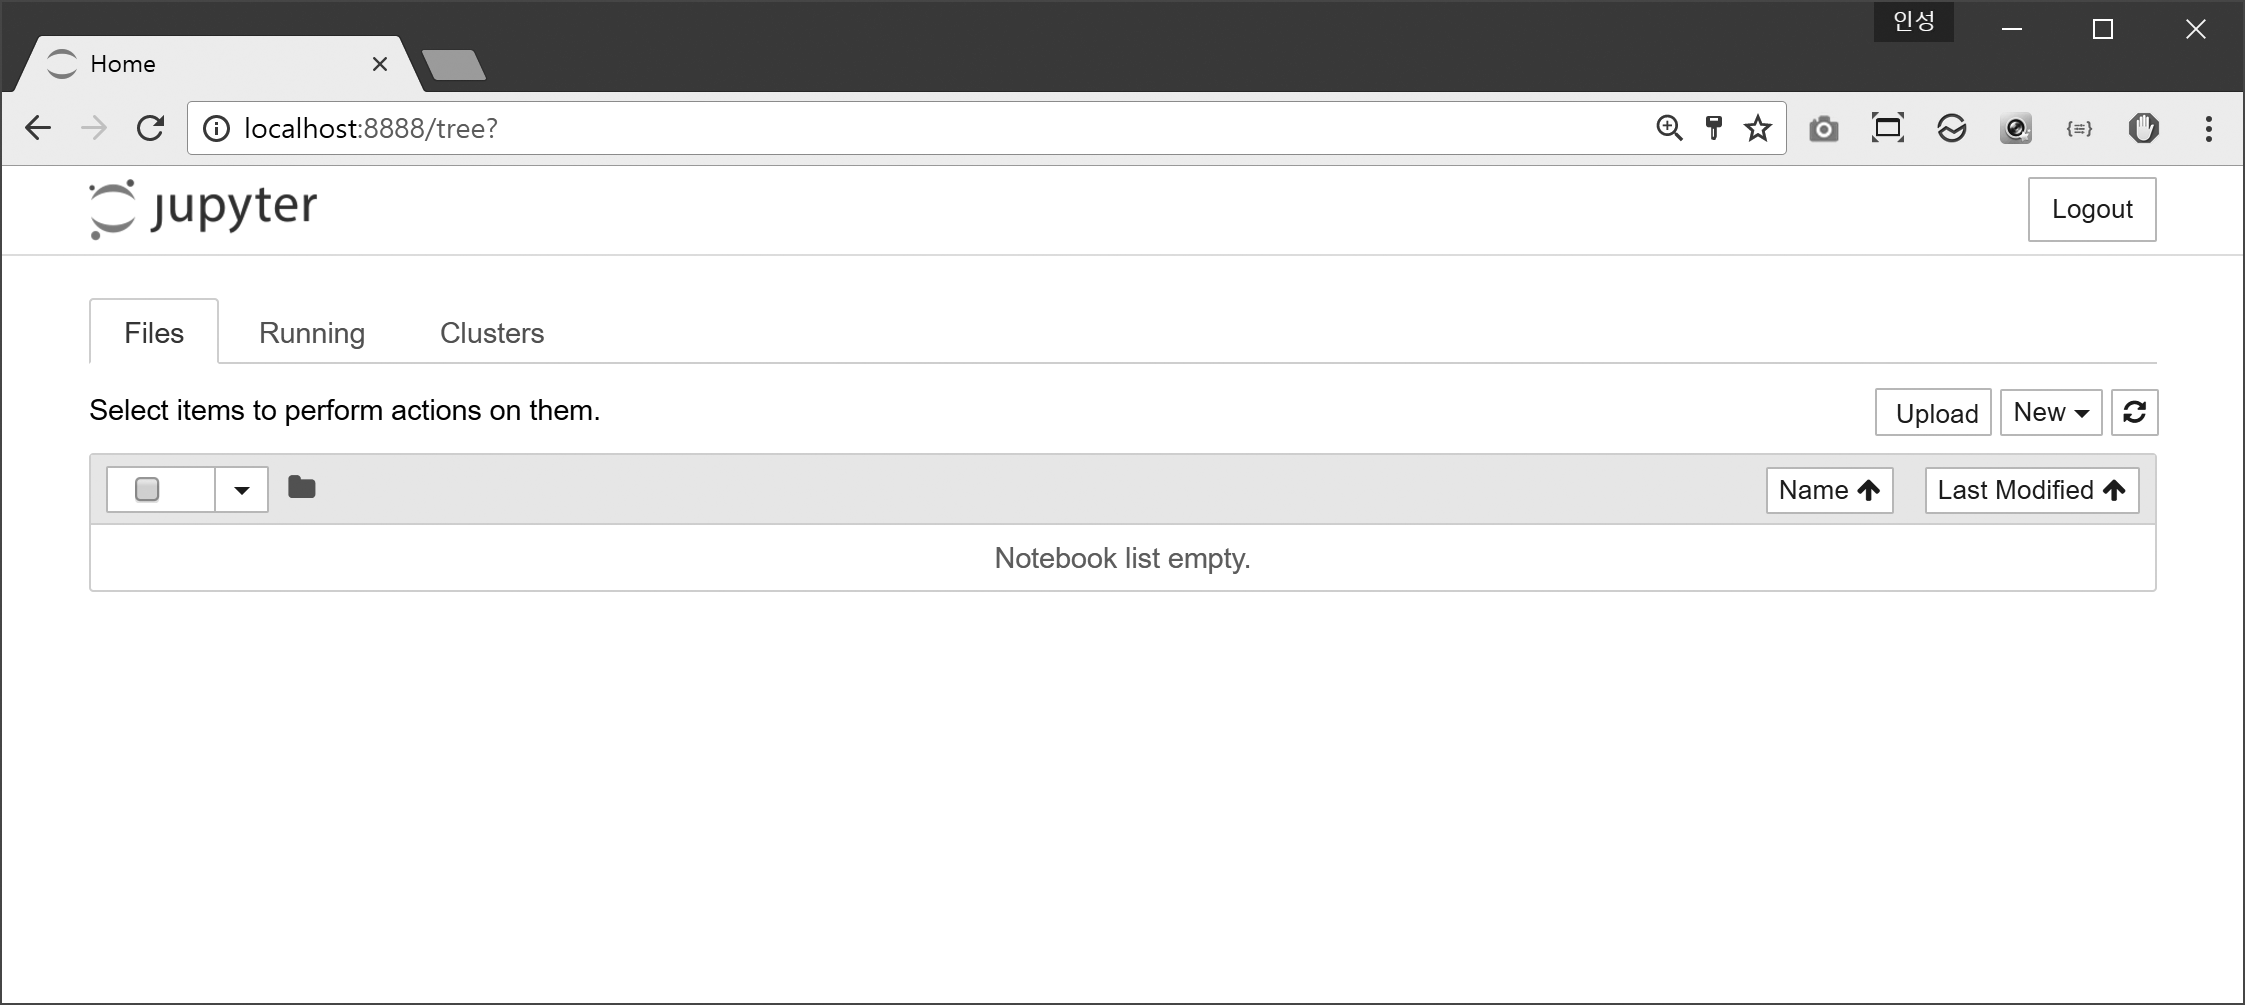 인성
Home
localhost:8888/tree?
jupyter
Logout
Files Running Clusters
Select items to perform actions on them.
Upload New
Name Last Modified
Notebook list empty.